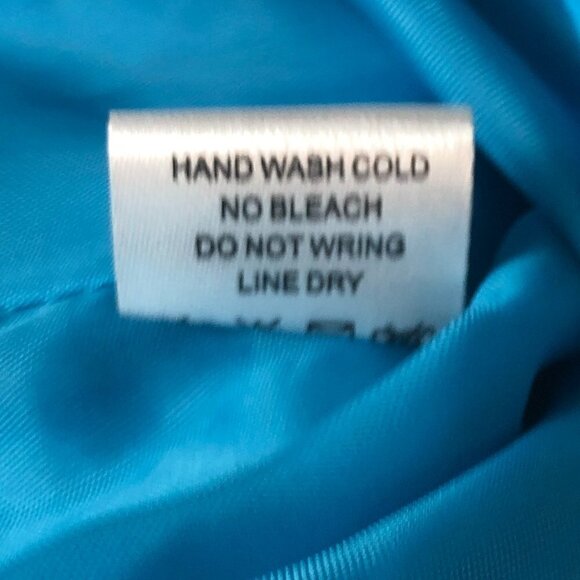 HAND WASH COLD
NO BLEACH
DO NOT WRING
LINE DRY